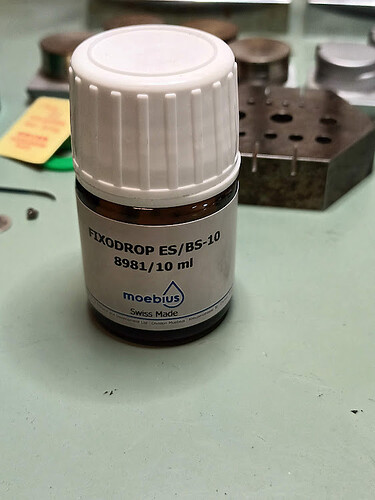 FIXODROP ES/BS-10
8981/10 ml
moebius
Swiss Made